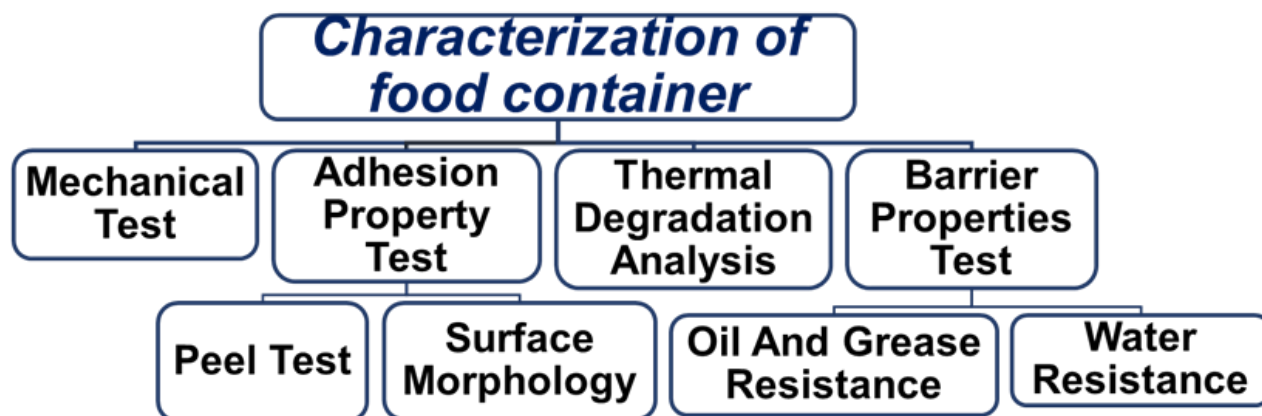 Characterization of
food container
Mechanical
Test
Adhesion
Property
Test
Thermal
Degradation
Analysis
Barrier
Properties
Test
Peel Test
Surface
Morphology
Oil And Grease
Resistance
Water
Resistance